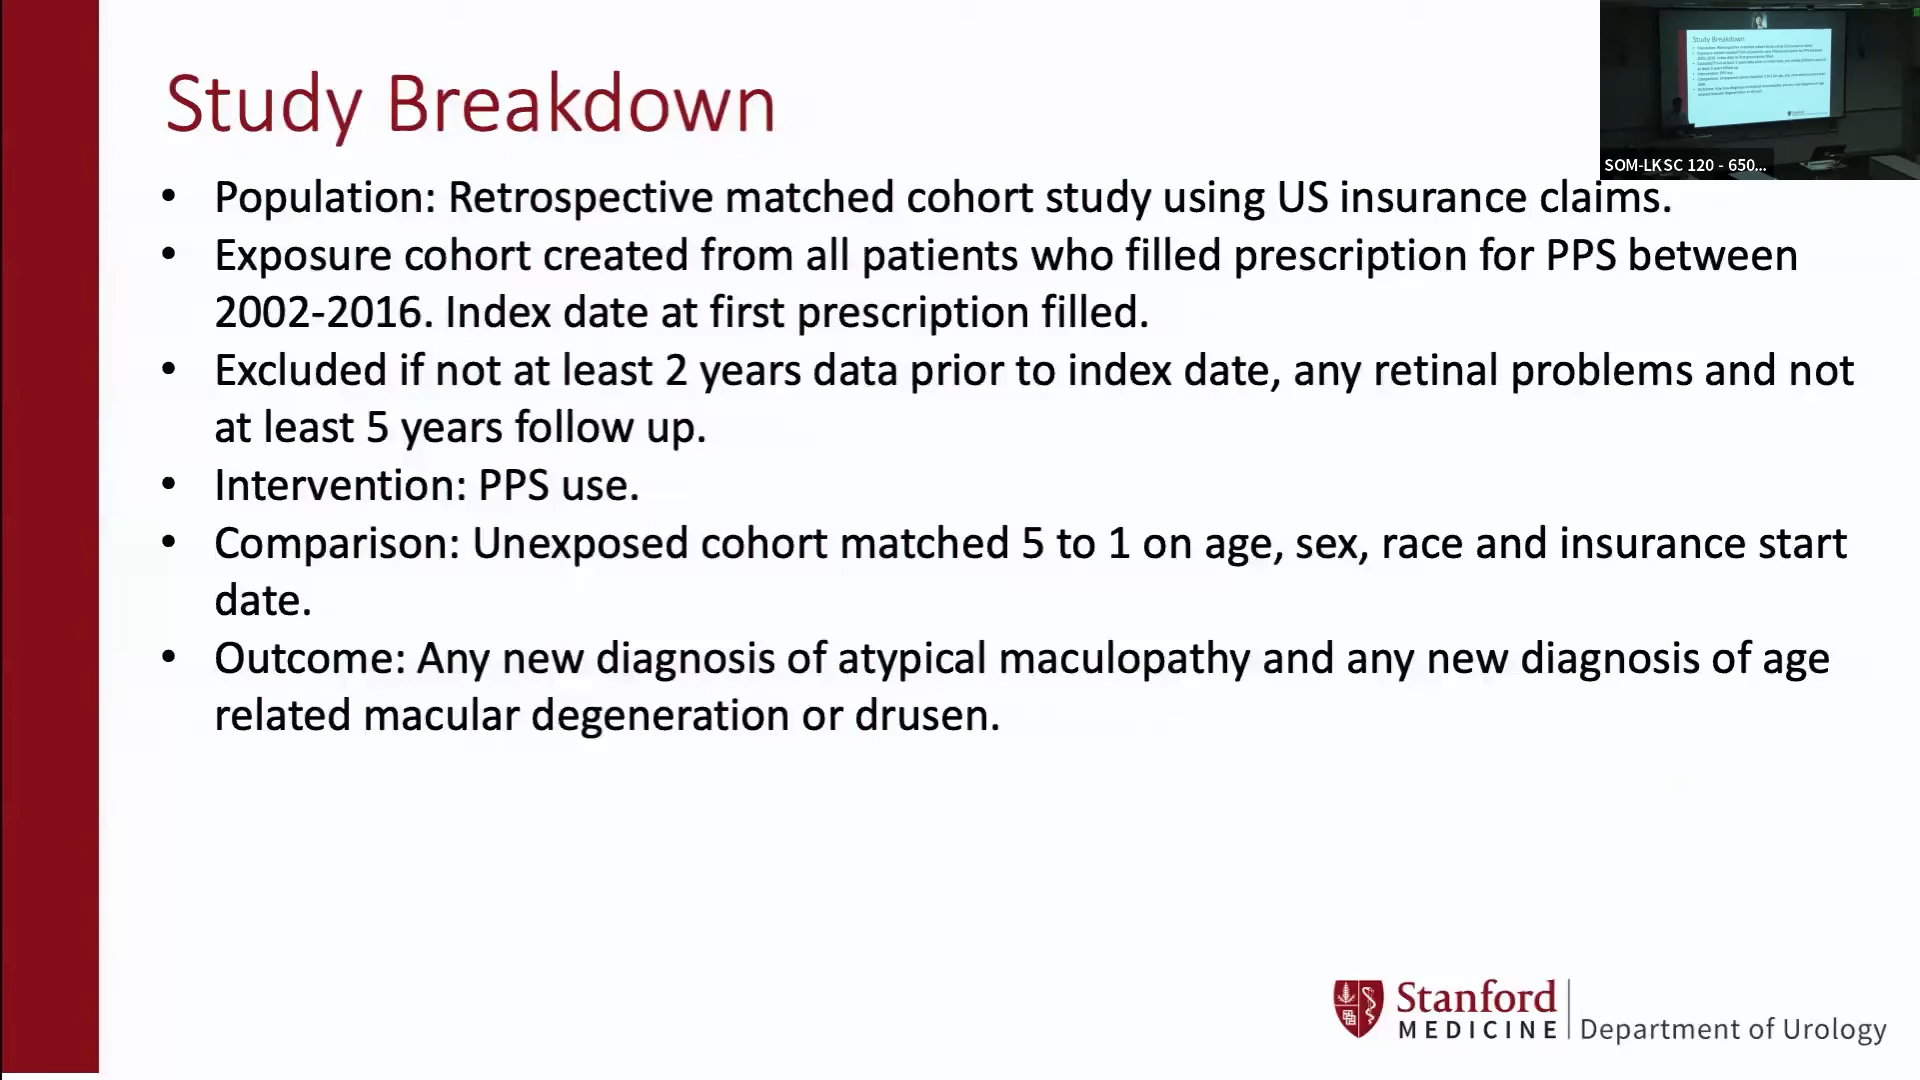 Study Breakdown
• Population: Retrospective matched cohort study using US insurance claims.
• Exposure cohort created from all patients who filled prescription for PPS between
2002-2016. Index date at first prescription filled.
• Excluded if not at least 2 years data prior to index date, any retinal problems and not
at least 5 years follow up.
• Intervention: PPS use.
• Comparison: Unexposed cohort matched 5 to 1 on age, sex, race and insurance start
date.
• Outcome: Any new diagnosis of atypical maculopathy and any new diagnosis of age
related macular degeneration or drusen.
SOM-LKSC 120 - 650...
Study Breakdown
Stanford
MEDICINE
Department of Urology